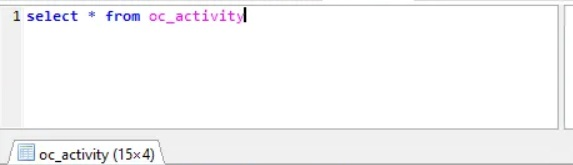 1 select * from oc_activity
oc_activity (15×4)